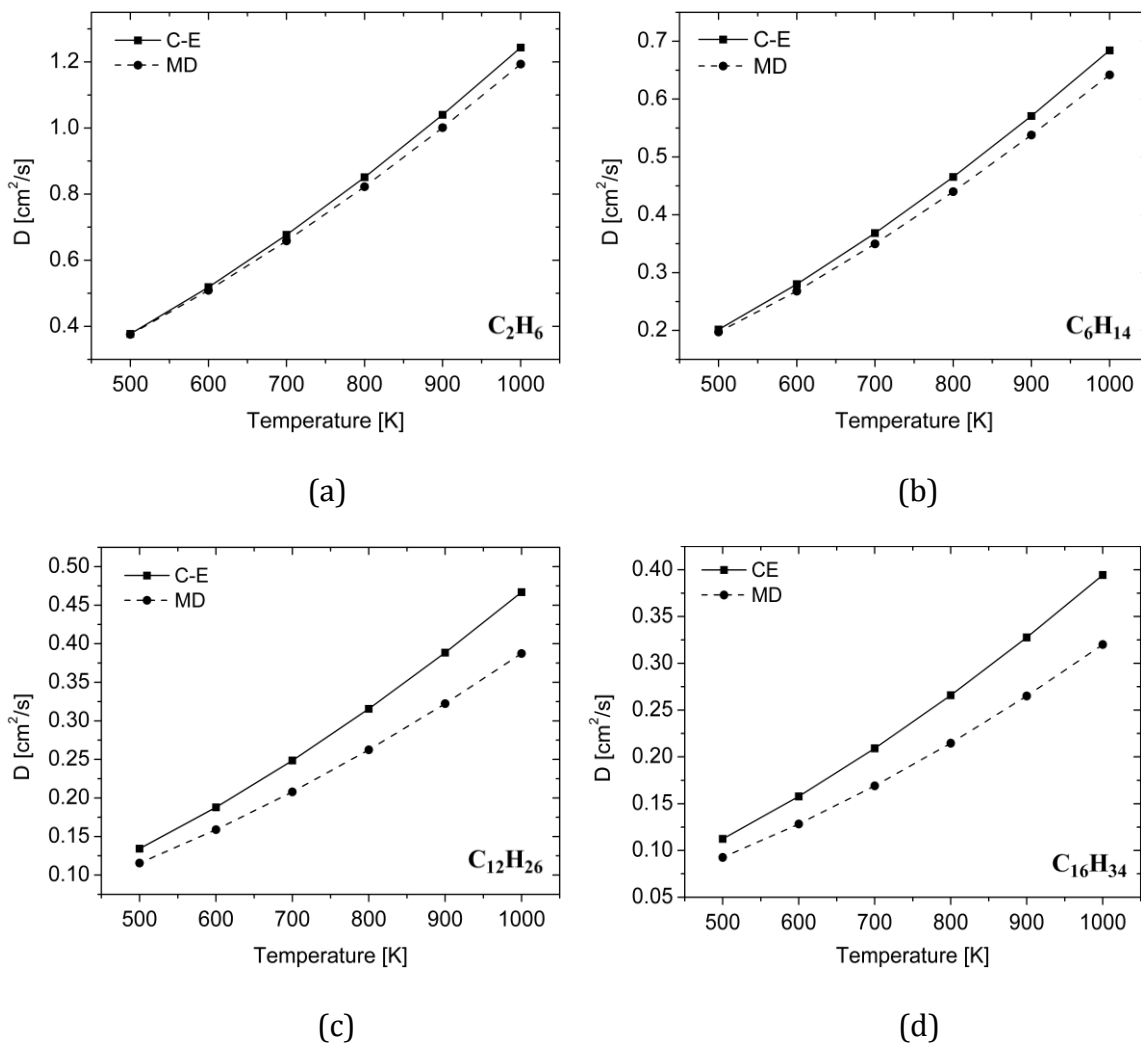 C-E
MD
1.2
1.0
0.8
0.6
0.4
D [cm²/s]
C₂H₆
500 600 700 800 900 1000
Temperature [K]
(a)
C-E
MD
0.7
0.6
0.5
0.4
0.3
0.2
D [cm²/s]
C₆H₁₄
500 600 700 800 900 1000
Temperature [K]
(b)
C-E
MD
0.50
0.45
0.40
0.35
0.30
0.25
0.20
0.15
0.10
D [cm²/s]
C₁₂H₂₆
500 600 700 800 900 1000
Temperature [K]
(c)
CE
MD
0.40
0.35
0.30
0.25
0.20
0.15
0.10
0.05
D [cm²/s]
C₁₆H₃₄
500 600 700 800 900 1000
Temperature [K]
(d)